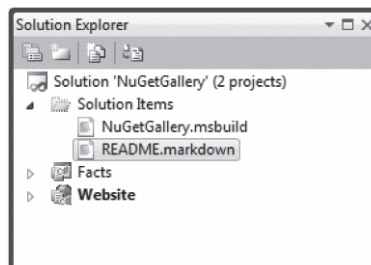 Solution Explorer
Solution 'NuGetGallery' (2 projects)
Solution Items
NuGetGallery.msbuild
README.markdown
Facts
Website